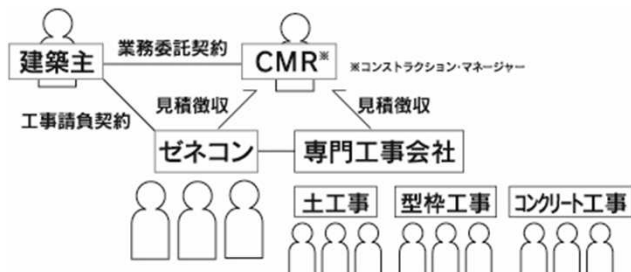 建築主
業務委託契約
CMR※
※コンストラクション・マネージャー
工事請負契約
見積徴収
見積徴収
ゼネコン
専門工事会社
土工事
型枠工事
コンクリート工事